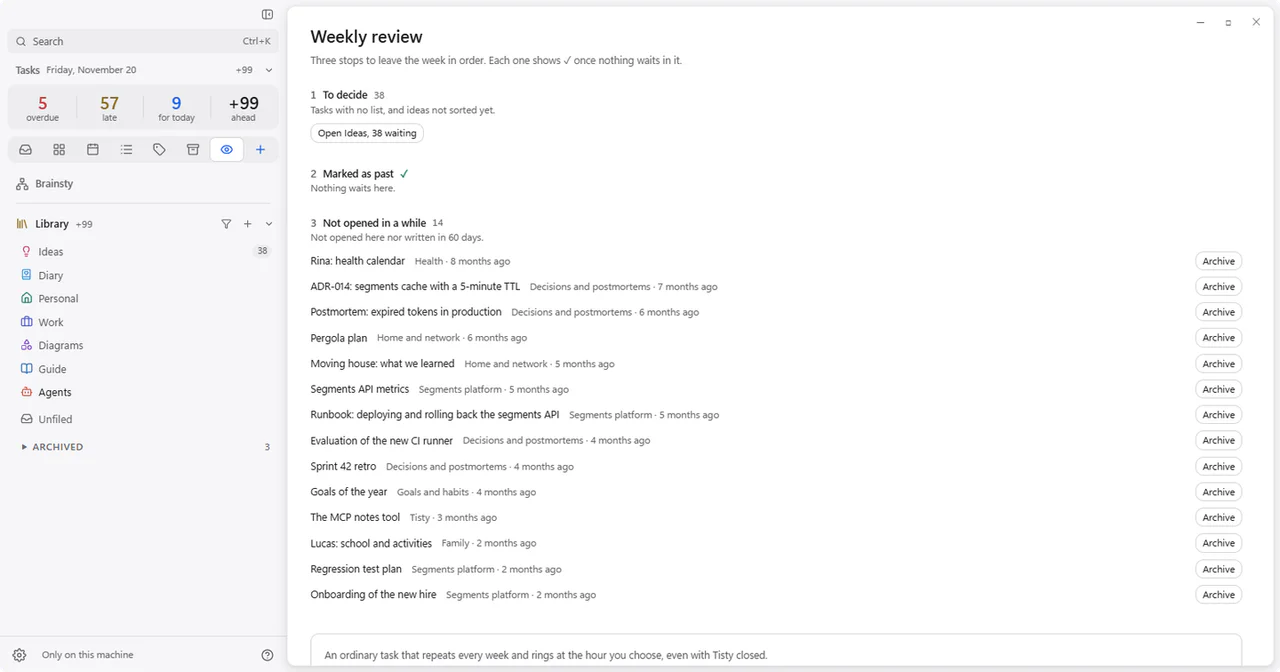 Search Ctrl+K
Tasks Friday, November 20 +99
5 57 9 +99
overdue late for today ahead
Brainsty
Library +99
Ideas 38
Diary
Personal
Work
Diagrams
Guide
Agents
Unfiled
ARCHIVED 3
Only on this machine
Weekly review
Three stops to leave the week in order. Each one shows ✓ once nothing waits in it.
1 To decide 38
Tasks with no list, and ideas not sorted yet.
Open Ideas, 38 waiting
2 Marked as past ✓
Nothing waits here.
3 Not opened in a while 14
Not opened here nor written in 60 days.
Rina: health calendar Health · 8 months ago Archive
ADR-014: segments cache with a 5-minute TTL Decisions and postmortems · 7 months ago Archive
Postmortem: expired tokens in production Decisions and postmortems · 6 months ago Archive
Pergola plan Home and network · 6 months ago Archive
Moving house: what we learned Home and network · 5 months ago Archive
Segments API metrics Segments platform · 5 months ago Archive
Runbook: deploying and rolling back the segments API Segments platform · 5 months ago Archive
Evaluation of the new CI runner Decisions and postmortems · 4 months ago Archive
Sprint 42 retro Decisions and postmortems · 4 months ago Archive
Goals of the year Goals and habits · 4 months ago Archive
The MCP notes tool Tisty · 3 months ago Archive
Lucas: school and activities Family · 2 months ago Archive
Regression test plan Segments platform · 2 months ago Archive
Onboarding of the new hire Segments platform · 2 months ago Archive
An ordinary task that repeats every week and rings at the hour you choose, even with Tisty closed.